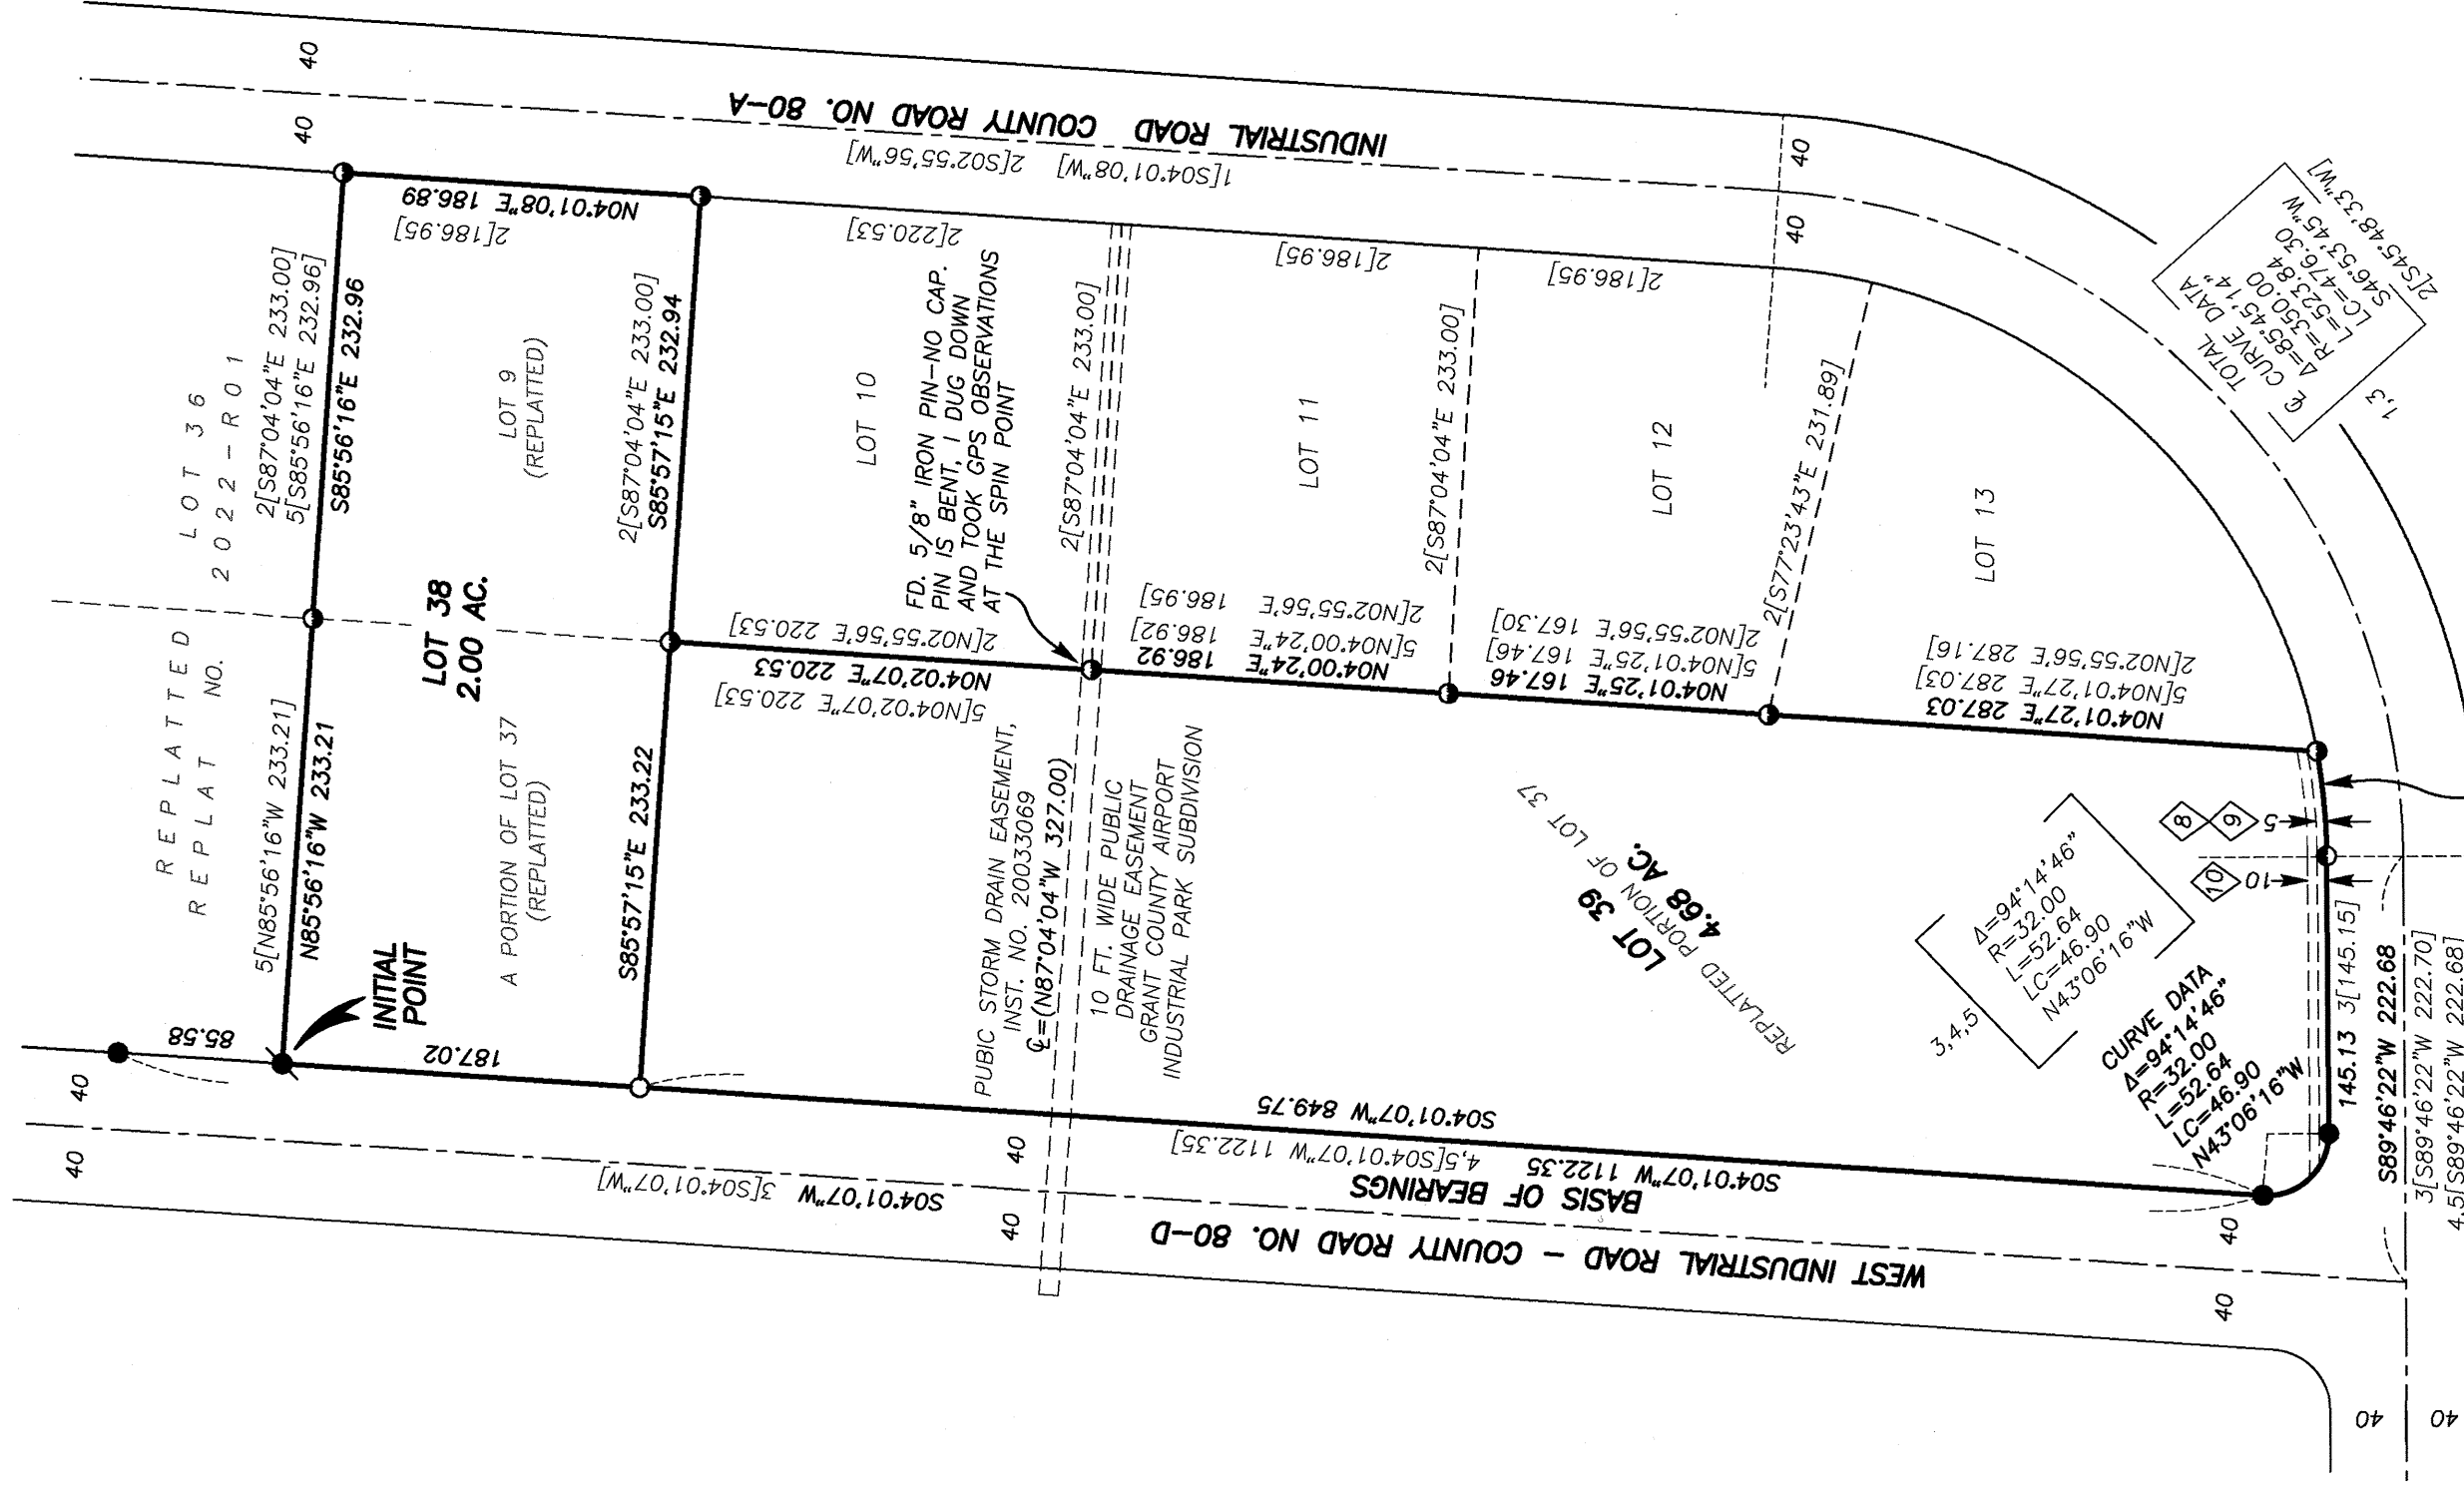 40
40
INDUSTRIAL ROAD COUNTY ROAD NO. 80-A
1[S04°01'08"W] 2[S02°55'56"W]
40
40
REPLATTED LOT 36
REPLAT NO. 2022-R01
2[S87°04'04"E 233.00]
5[S85°56'16"E 232.96]
S85°56'16"E 232.96
N04°01'08"E 186.89
2[186.95]
LOT 9
(REPLATTED)
2[S87°04'04"E 233.00]
S85°57'15"E 232.94
LOT 38
2.00 AC.
5[N85°56'16"W 233.21]
N85°56'16"W 233.21
A PORTION OF LOT 37
(REPLATTED)
S85°57'15"E 233.22
INITIAL
POINT
85.58
187.02
2[220.53]
LOT 10
FD. 5/8" IRON PIN-NO CAP.
PIN IS BENT, I DUG DOWN
AND TOOK GPS OBSERVATIONS
AT THE SPIN POINT
2[N02°55'56"E 220.53]
N04°02'07"E 220.53
5[N04°02'07"E 220.53]
2[S87°04'04"E 233.00]
2[186.95]
LOT 11
2[N02°55'56"E 186.95]
5[N04°00'24"E 186.92]
N04°00'24"E 186.92
2[S87°04'04"E 233.00]
2[186.95]
LOT 12
2[N02°55'56"E 167.30]
5[N04°01'25"E 167.46]
N04°01'25"E 167.46
2[S77°23'43"E 231.89]
LOT 13
2[N02°55'56"E 287.16]
5[N04°01'27"E 287.03]
N04°01'27"E 287.03
TOTAL
℄ CURVE DATA
Δ=85°45'14"
R=350.00
L=523.84
LC=476.30
S46°53'45"W
2[S45°48'33"W]
1,3
PUBIC STORM DRAIN EASEMENT,
INST. NO. 20033069
℄=(N87°04'04"W 327.00)
10 FT. WIDE PUBLIC
DRAINAGE EASEMENT
GRANT COUNTY AIRPORT
INDUSTRIAL PARK SUBDIVISION
LOT 39
REPLATTED PORTION OF LOT 37
4.68 AC.
3,4,5
Δ=94°14'46"
R=32.00
L=52.64
LC=46.90
N43°06'16"W
CURVE DATA
Δ=94°14'46"
R=32.00
L=52.64
LC=46.90
N43°06'16"W
8
9
5
10
10
145.13 3[145.15]
S89°46'22"W 222.68
3[S89°46'22"W 222.70]
4,5[S89°46'22"W 222.68]
S04°01'07"W 849.75
4,5[S04°01'07"W 1122.35]
S04°01'07"W 1122.35
BASIS OF BEARINGS
S04°01'07"W 3[S04°01'07"W]
WEST INDUSTRIAL ROAD - COUNTY ROAD NO. 80-D
40
40
40
40
40
40
40
40